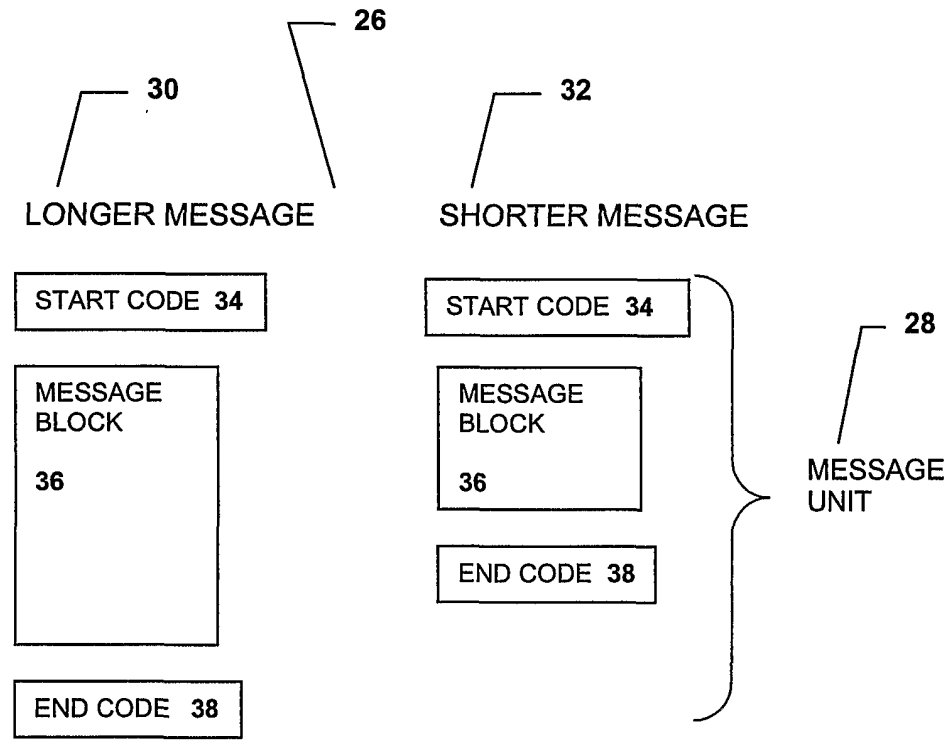 26
30
32
LONGER MESSAGE
SHORTER MESSAGE
START CODE 34
START CODE 34
28
MESSAGE
BLOCK
36
MESSAGE
BLOCK
36
MESSAGE
UNIT
END CODE 38
END CODE 38